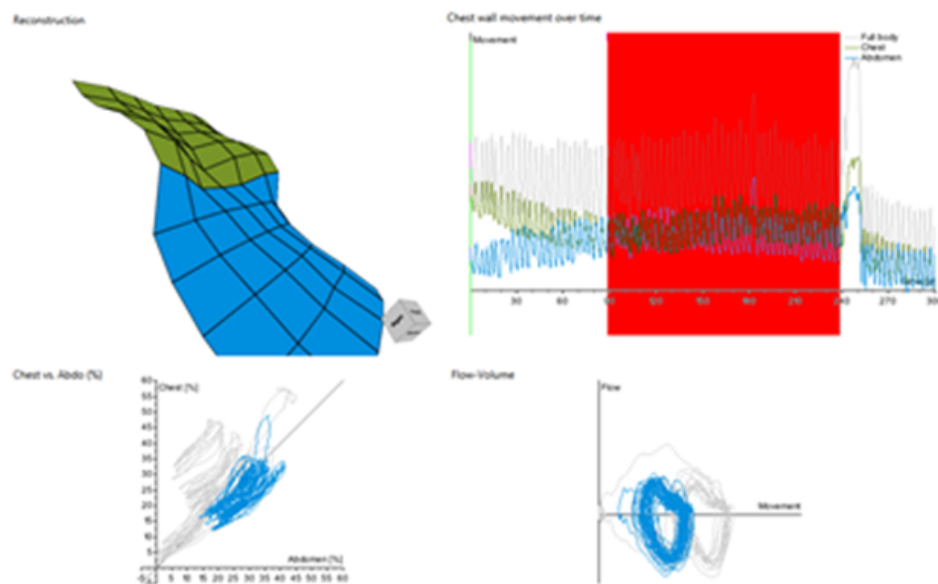 Reconstruction
Chest wall movement over time
Movement
Full body
Chest
Abdomen
30 60 90 120 150 180 210 240 270 300
Chest vs. Abdo (%)
Chest [%]
60
55
50
45
40
35
30
25
20
15
10
5
Abdomen [%]
5 10 15 20 25 30 35 40 45 50 55 60
Flow-Volume
Flow
Movement